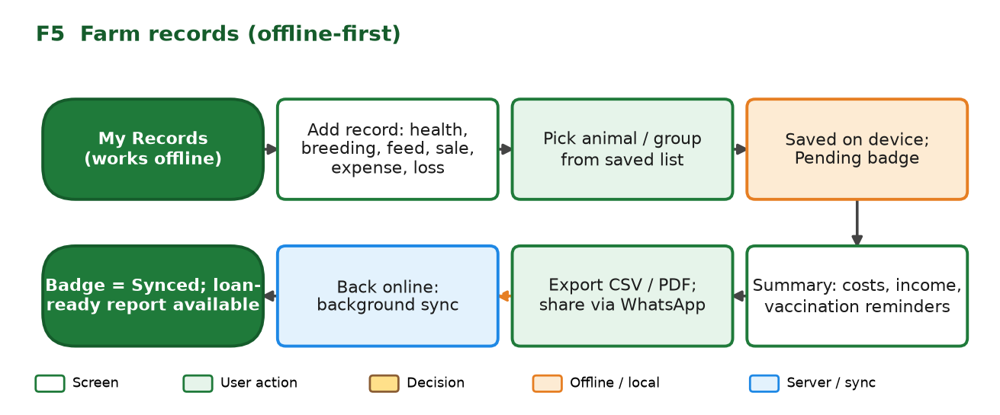 F5  Farm records (offline-first)
My Records
(works offline)
Add record: health,
breeding, feed, sale,
expense, loss
Pick animal / group
from saved list
Saved on device;
Pending badge
Badge = Synced; loan-
ready report available
Back online:
background sync
Export CSV / PDF;
share via WhatsApp
Summary: costs, income,
vaccination reminders
Screen
User action
Decision
Offline / local
Server / sync